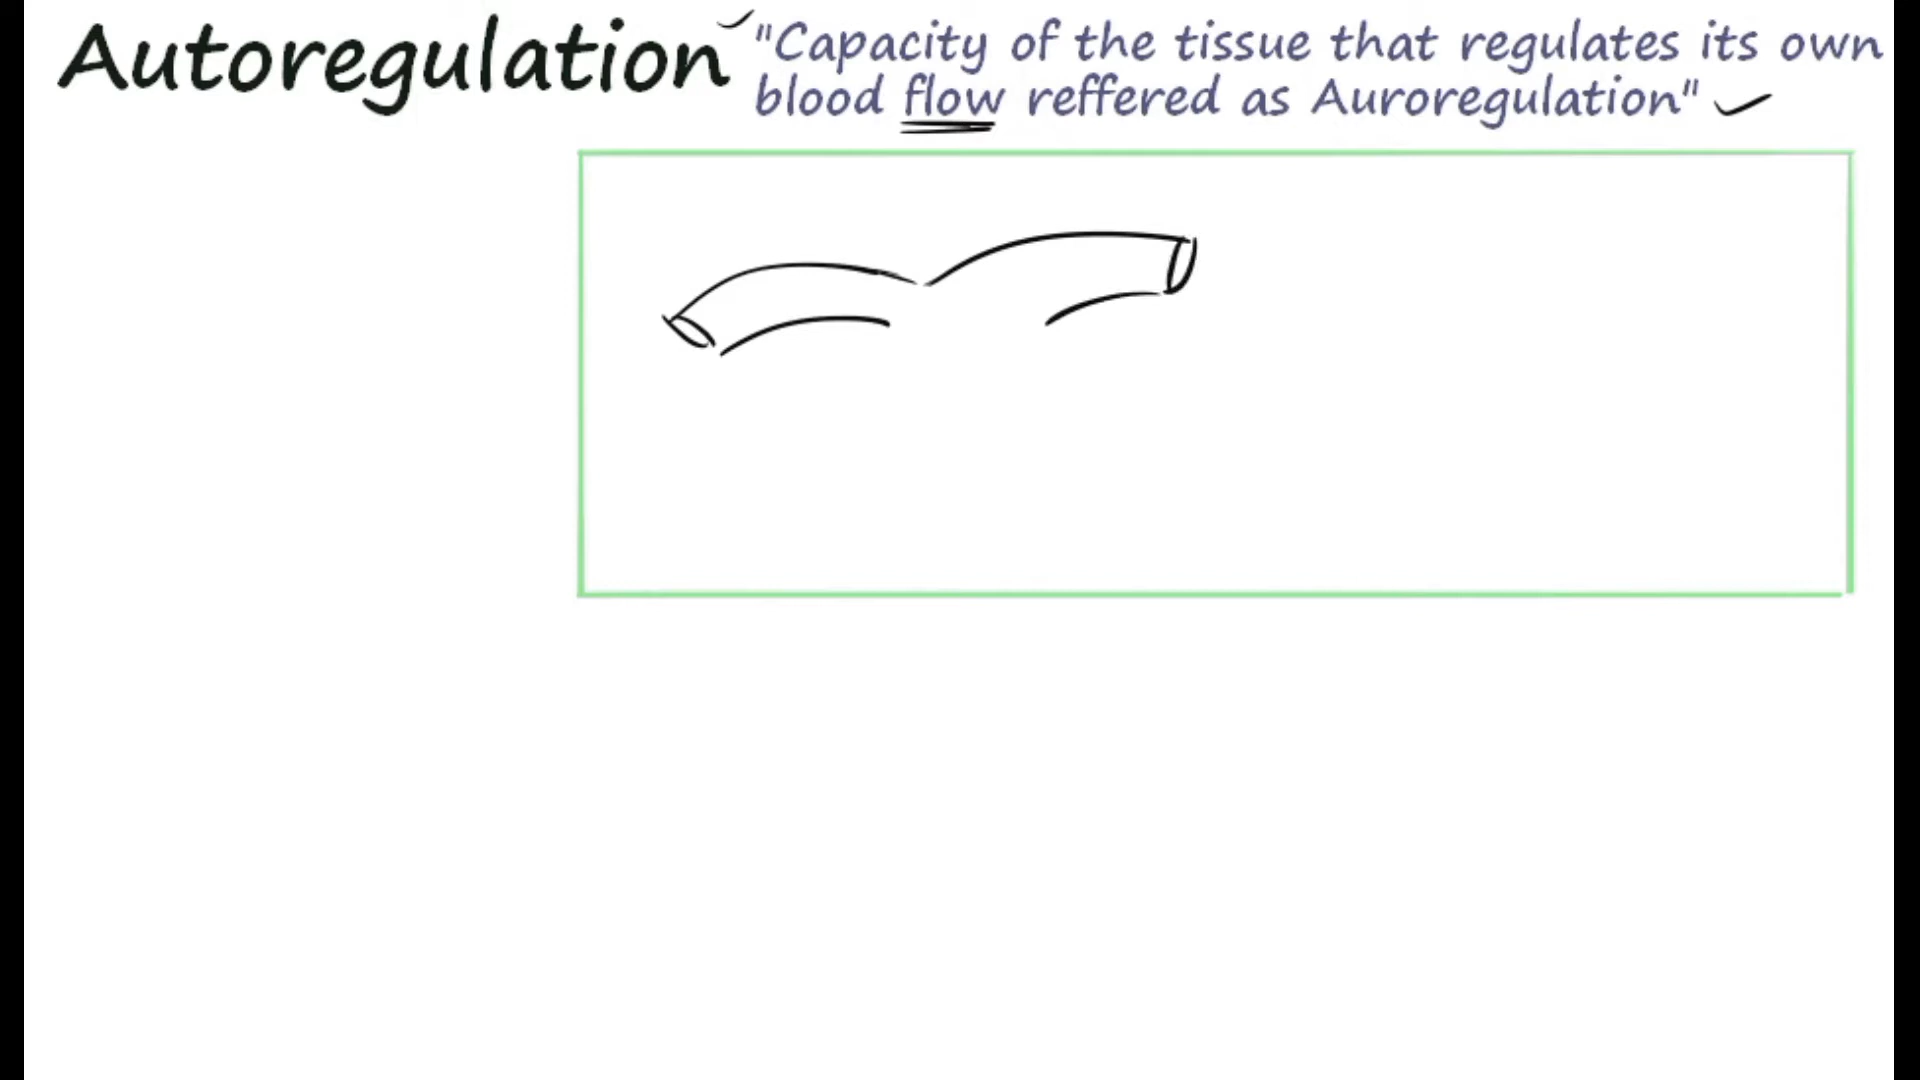 Autoregulation
"Capacity of the tissue that regulates its own
blood flow reffered as Auroregulation"